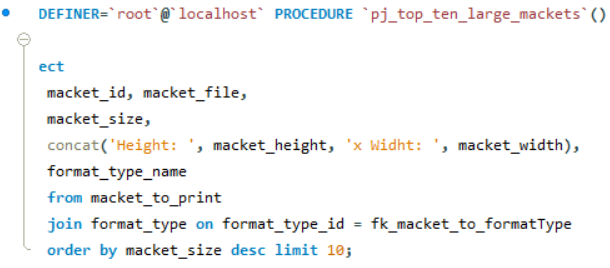 DEFINER=`root`@`localhost` PROCEDURE `pj_top_ten_large_mackets`()
ect
macket_id, macket_file,
macket_size,
concat('Height: ', macket_height, 'x Widht: ', macket_width),
format_type_name
from macket_to_print
join format_type on format_type_id = fk_macket_to_formatType
order by macket_size desc limit 10;